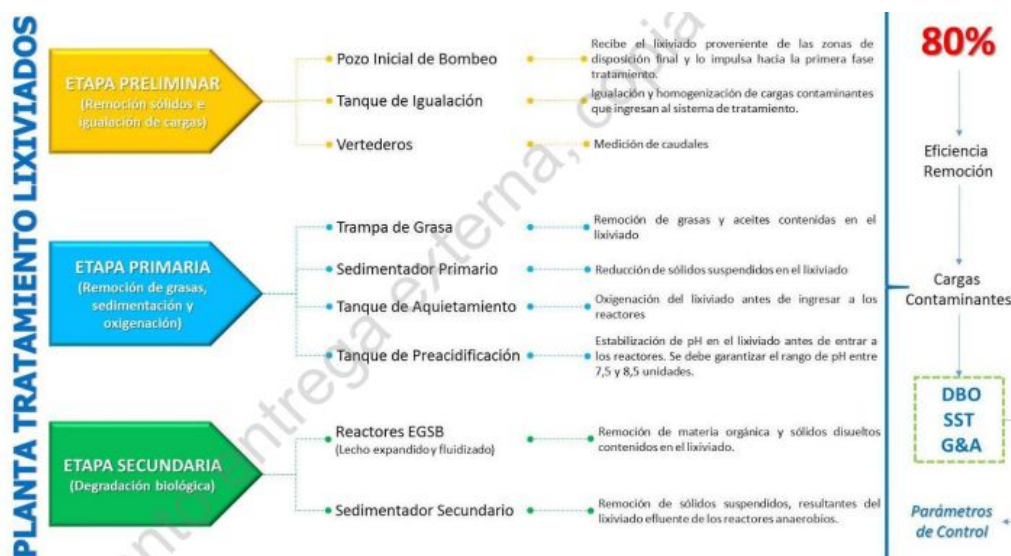 PLANTA TRATAMIENTO LIXIVIADOS
ETAPA PRELIMINAR
(Remoción sólidos e
igualación de cargas)
Pozo Inicial de Bombeo
Recibe el lixiviado proveniente de las zonas de
disposición final y lo impulsa hacia la primera fase
tratamiento.
Tanque de Igualación
Igualación y homogenización de cargas contaminantes
que ingresan al sistema de tratamiento.
Vertederos
Medición de caudales
ETAPA PRIMARIA
(Remoción de grasas,
sedimentación y
oxigenación)
Trampa de Grasa
Remoción de grasas y aceites contenidas en el
lixiviado
Sedimentador Primario
Reducción de sólidos suspendidos en el lixiviado
Tanque de Aquietamiento
Oxigenación del lixiviado antes de ingresar a los
reactores
Tanque de Preacidificación
Estabilización de pH en el lixiviado antes de entrar a
los reactores. Se debe garantizar el rango de pH entre
7,5 y 8,5 unidades.
ETAPA SECUNDARIA
(Degradación biológica)
Reactores EGSB
(Lecho expandido y fluidizado)
Remoción de materia orgánica y sólidos disueltos
contenidos en el lixiviado.
Sedimentador Secundario
Remoción de sólidos suspendidos, resultantes del
lixiviado efluente de los reactores anaerobios.
80%
Eficiencia
Remoción
Cargas
Contaminantes
DBO
SST
G&A
Parámetros
de Control
entrega externa, copia